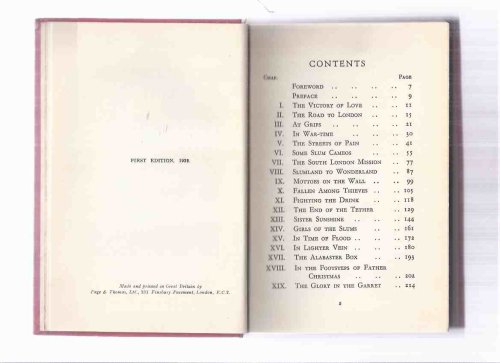 FIRST EDITION, 1938
Made and printed in Great Britain by
Page & Thomas, Ltd., Finsbury Pavement, London, E.C.2.
CONTENTS
CHAP. PAGE
FOREWORD .. .. .. .. 7
PREFACE .. .. .. .. 9
I. THE VICTORY OF LOVE .. .. 11
II. THE ROAD TO LONDON .. .. 15
III. AT GRIPS .. .. .. .. 21
IV. IN WAR-TIME .. .. .. 30
V. THE STREETS OF PAIN .. .. 41
VI. SOME SLUM CAMEOS .. .. 55
VII. THE SOUTH LONDON MISSION .. 77
VIII. SLUMLAND TO WONDERLAND .. 87
IX. MOTTOES ON THE WALL .. .. 99
X. FALLEN AMONG THIEVES .. .. 105
XI. FIGHTING THE DRINK .. .. 118
XII. THE END OF THE TETHER .. 129
XIII. SISTER SUNSHINE .. .. 144
XIV. GIRLS OF THE SLUMS .. .. 161
XV. IN TIME OF FLOOD .. .. 172
XVI. IN LIGHTER VEIN .. .. 180
XVII. THE ALABASTER BOX .. .. 195
XVIII. IN THE FOOTSTEPS OF FATHER
CHRISTMAS .. .. .. 202
XIX. THE GLORY IN THE GARRET .. 214